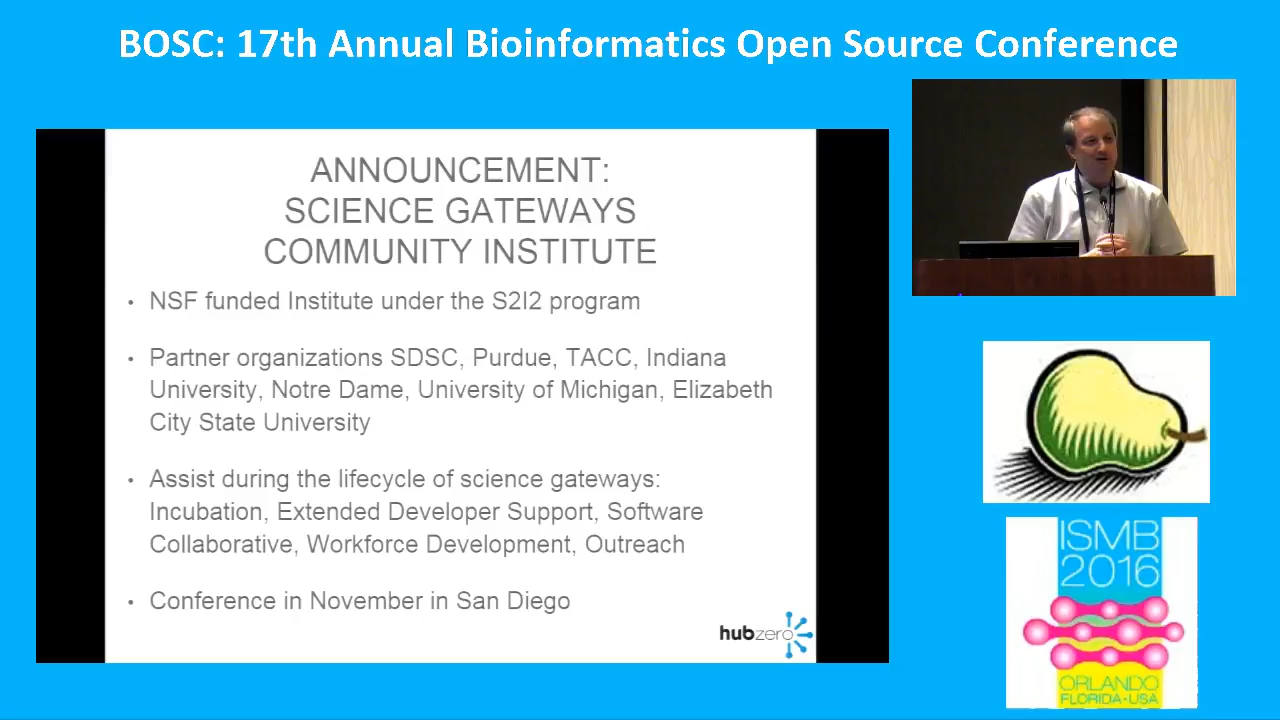 BOSC: 17th Annual Bioinformatics Open Source Conference
ANNOUNCEMENT:
SCIENCE GATEWAYS
COMMUNITY INSTITUTE
• NSF funded Institute under the S2I2 program
• Partner organizations SDSC, Purdue, TACC, Indiana
University, Notre Dame, University of Michigan, Elizabeth
City State University
• Assist during the lifecycle of science gateways:
Incubation, Extended Developer Support, Software
Collaborative, Workforce Development, Outreach
• Conference in November in San Diego
hubzero
ISMB
2016
ORLANDO
FLORIDA·USA